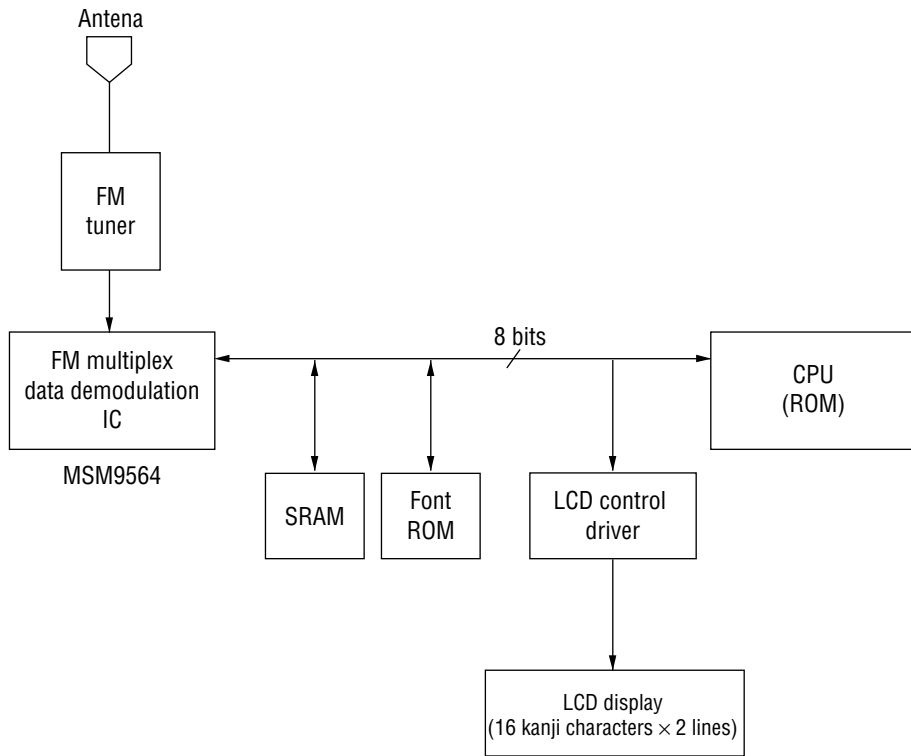 Antena
FM
tuner
8 bits
FM multiplex
data demodulation
IC
CPU
(ROM)
MSM9564
SRAM
Font
ROM
LCD control
driver
LCD display
(16 kanji characters × 2 lines)